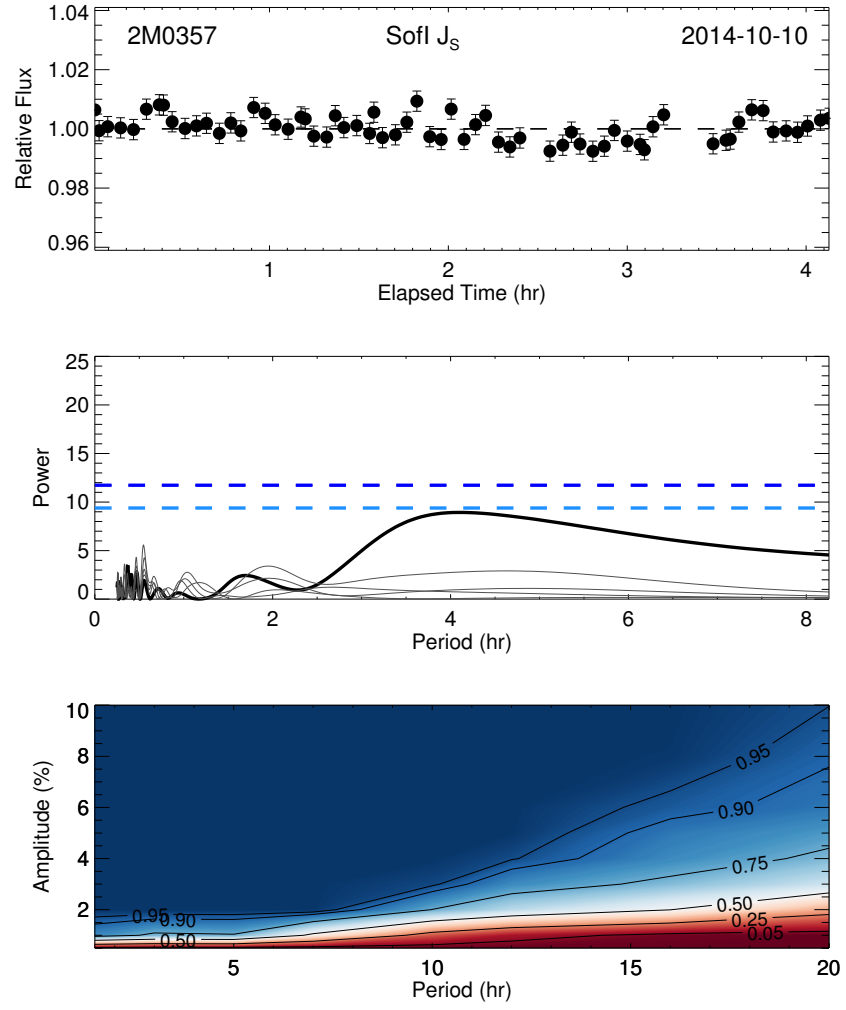 2M0357 SofI J_S 2014-10-10
1.04
1.02
1.00
0.98
0.96
Relative Flux
1 2 3 4
Elapsed Time (hr)
25
20
15
10
5
0
Power
0 2 4 6 8
Period (hr)
10
8
6
4
2
Amplitude (%)
0.95
0.90
0.75
0.50
0.25
0.05
0.95 0.90
0.50
5 10 15 20
Period (hr)